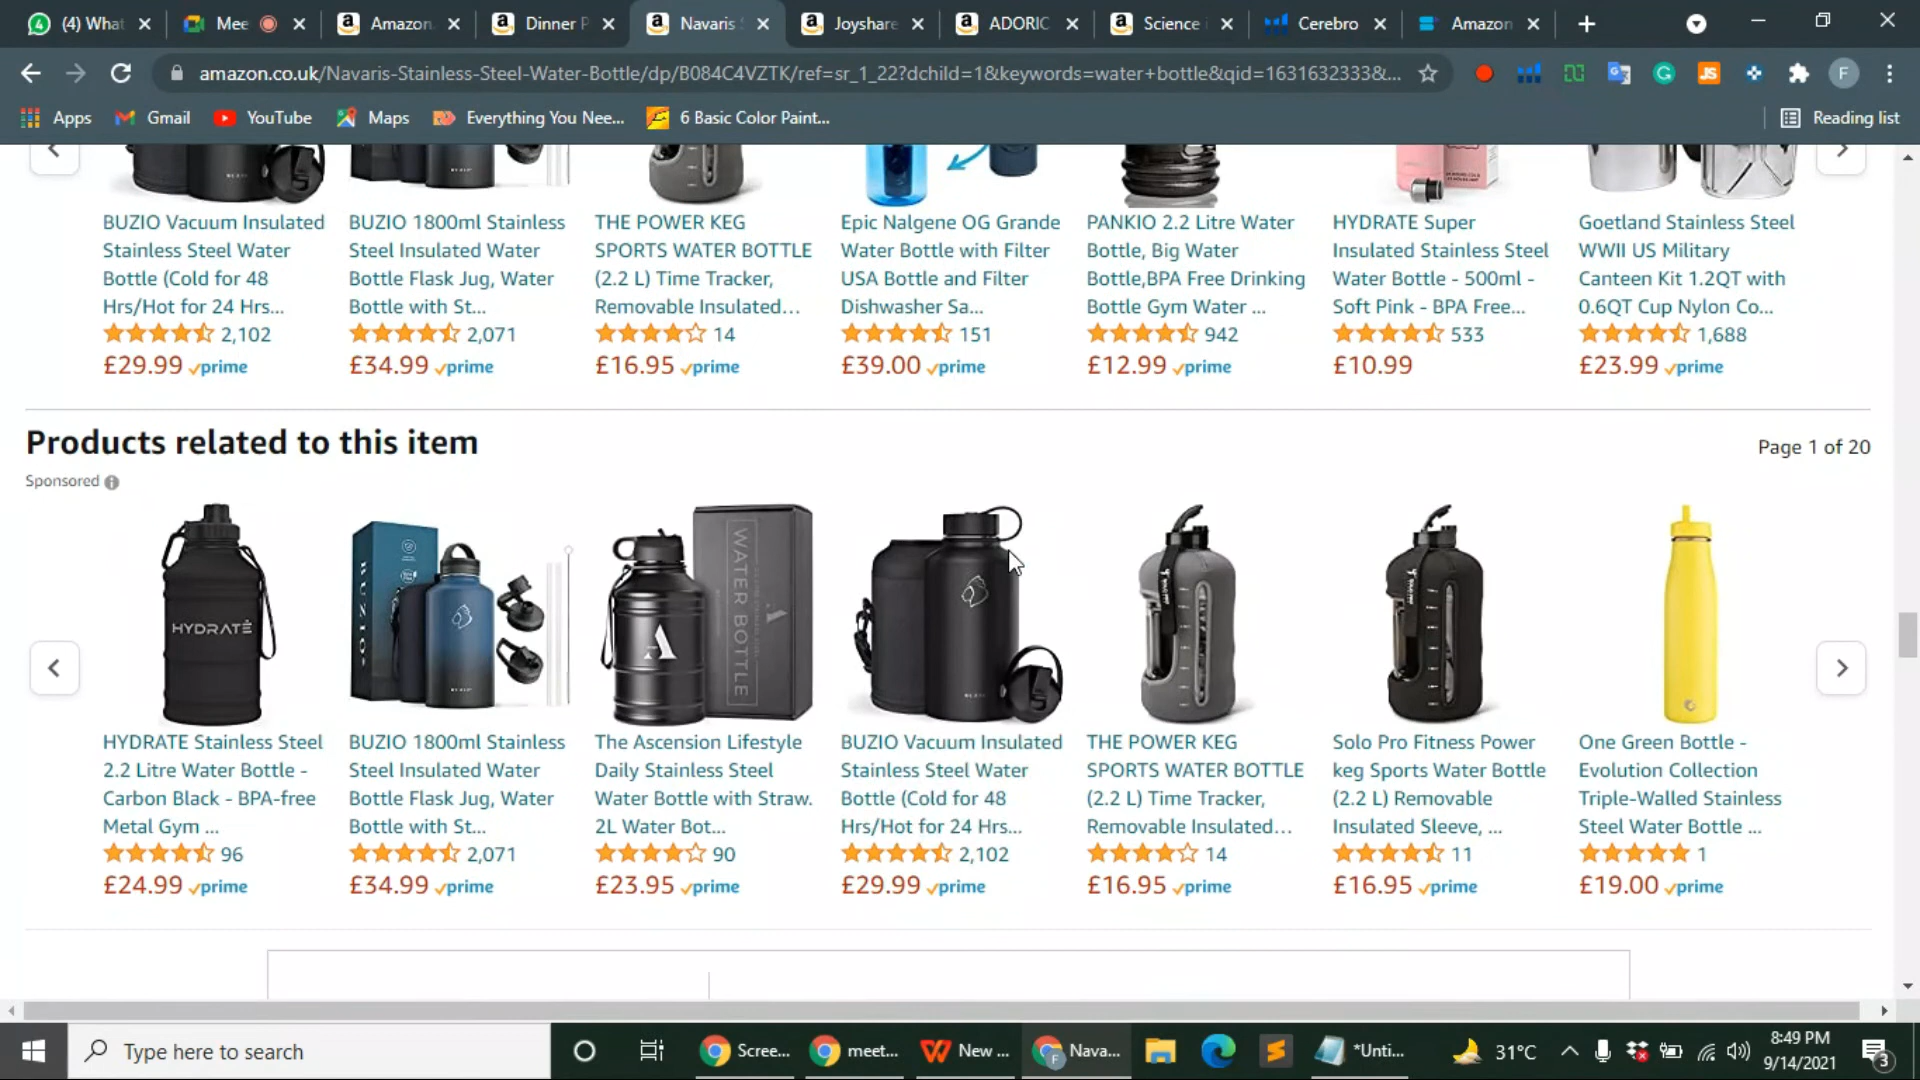 (4) What
Mee
Amazon
Dinner P
Navaris
Joyshare
ADORIC
Science
Cerebro
Amazon
amazon.co.uk/Navaris-Stainless-Steel-Water-Bottle/dp/B084C4VZTK/ref=sr_1_22?dchild=1&keywords=water+bottle&qid=1631632333&...
Apps
Gmail
YouTube
Maps
Everything You Nee...
6 Basic Color Paint...
Reading list
BUZIO Vacuum Insulated
Stainless Steel Water
Bottle (Cold for 48
Hrs/Hot for 24 Hrs...
2,102
£29.99 prime
BUZIO 1800ml Stainless
Steel Insulated Water
Bottle Flask Jug, Water
Bottle with St...
2,071
£34.99 prime
THE POWER KEG
SPORTS WATER BOTTLE
(2.2 L) Time Tracker,
Removable Insulated...
14
£16.95 prime
Epic Nalgene OG Grande
Water Bottle with Filter
USA Bottle and Filter
Dishwasher Sa...
151
£39.00 prime
PANKIO 2.2 Litre Water
Bottle, Big Water
Bottle,BPA Free Drinking
Bottle Gym Water ...
942
£12.99 prime
HYDRATE Super
Insulated Stainless Steel
Water Bottle - 500ml -
Soft Pink - BPA Free...
533
£10.99
Goetland Stainless Steel
WWII US Military
Canteen Kit 1.2QT with
0.6QT Cup Nylon Co...
1,688
£23.99 prime
Products related to this item
Page 1 of 20
Sponsored
HYDRATE
BUZIO
A
WATER BOTTLE
HYDRATE Stainless Steel
2.2 Litre Water Bottle -
Carbon Black - BPA-free
Metal Gym ...
96
£24.99 prime
BUZIO 1800ml Stainless
Steel Insulated Water
Bottle Flask Jug, Water
Bottle with St...
2,071
£34.99 prime
The Ascension Lifestyle
Daily Stainless Steel
Water Bottle with Straw.
2L Water Bot...
90
£23.95 prime
BUZIO Vacuum Insulated
Stainless Steel Water
Bottle (Cold for 48
Hrs/Hot for 24 Hrs...
2,102
£29.99 prime
THE POWER KEG
SPORTS WATER BOTTLE
(2.2 L) Time Tracker,
Removable Insulated...
14
£16.95 prime
Solo Pro Fitness Power
keg Sports Water Bottle
(2.2 L) Removable
Insulated Sleeve, ...
11
£16.95 prime
One Green Bottle -
Evolution Collection
Triple-Walled Stainless
Steel Water Bottle ...
1
£19.00 prime
Type here to search
Scree...
meet...
New ...
Nava...
*Unti...
31°C
8:49 PM
9/14/2021
3